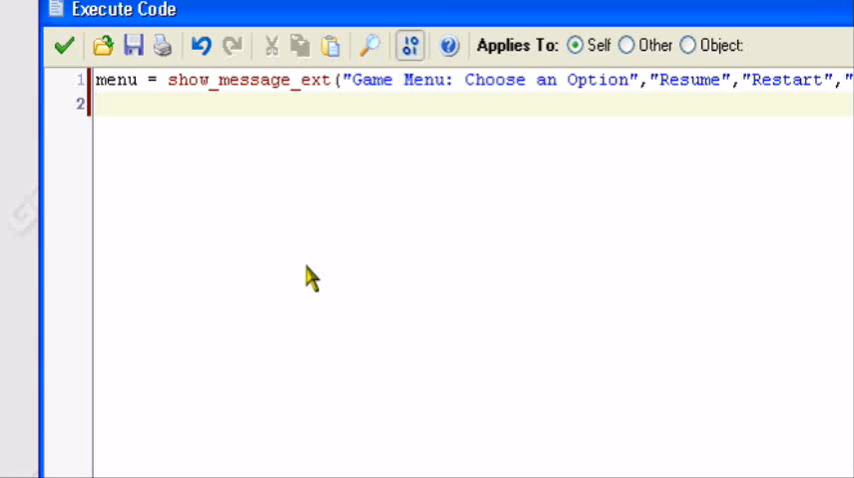 Execute Code
Applies To: Self Other Object:
1 menu = show_message_ext("Game Menu: Choose an Option","Resume","Restart","
2